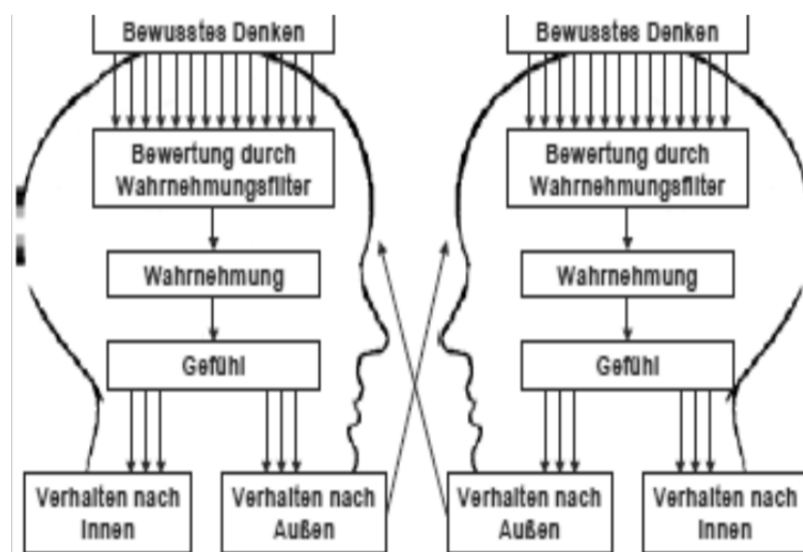 Bewusstes Denken
Bewertung durch
Wahrnehmungsfilter
Wahrnehmung
Gefühl
Verhalten nach
Innen
Verhalten nach
Außen
Bewusstes Denken
Bewertung durch
Wahrnehmungsfilter
Wahrnehmung
Gefühl
Verhalten nach
Außen
Verhalten nach
Innen